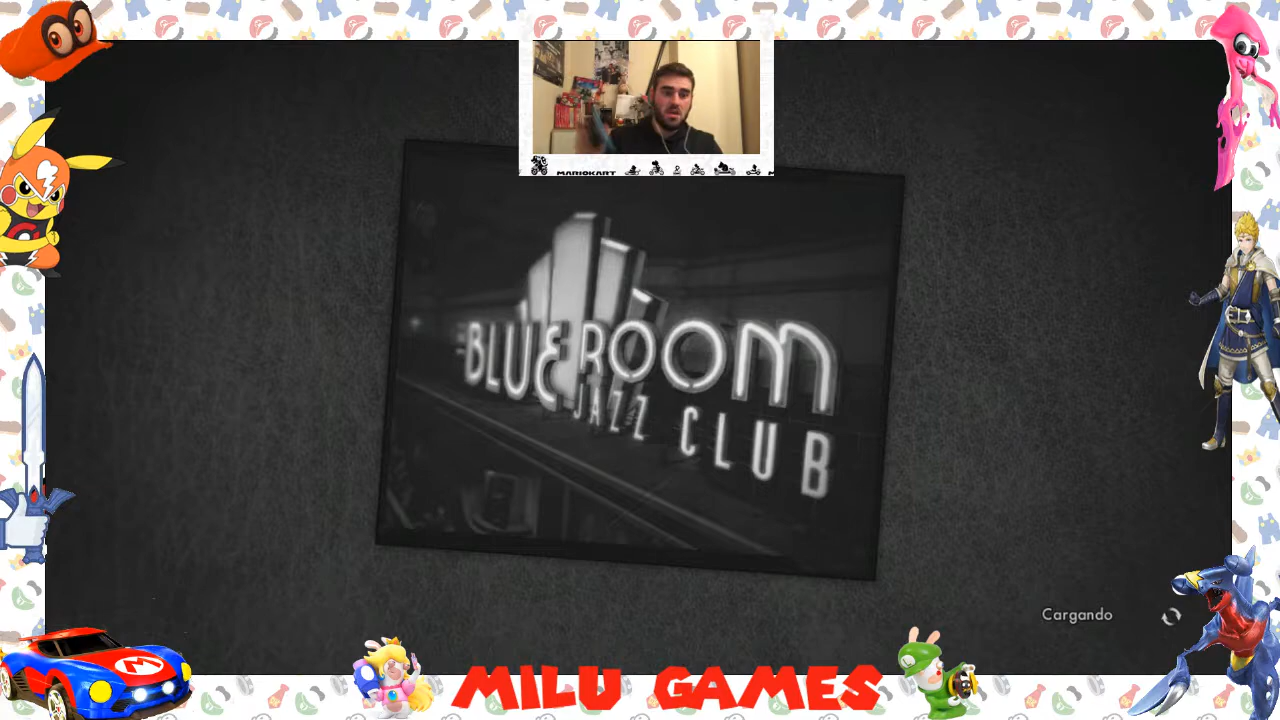 MARIOKART
BLUE ROOM
JAZZ CLUB
Cargando
MILU GAMES